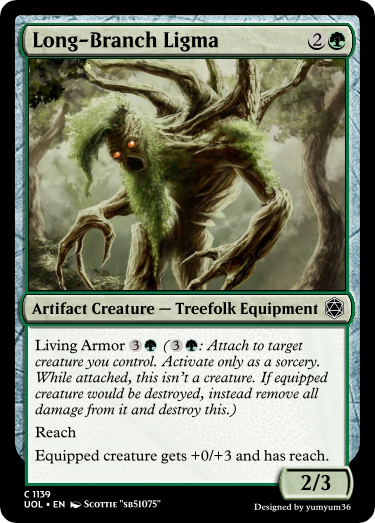 Long-Branch Ligma 2
Artifact Creature — Treefolk Equipment
Living Armor 3 (3 : Attach to target
creature you control. Activate only as a sorcery.
While attached, this isn't a creature. If equipped
creature would be destroyed, instead remove all
damage from it and destroy this.)
Reach
Equipped creature gets +0/+3 and has reach.
2/3
C 1139
UOL • EN Scottie "sb51075"
Designed by yumyum36